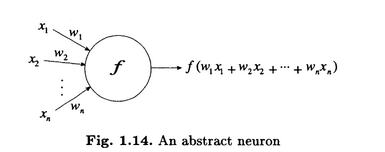 x₁ w₁
x₂ w₂
⋮
xₙ wₙ
f
f(w₁x₁ + w₂x₂ + ⋯ + wₙxₙ)
Fig. 1.14. An abstract neuron